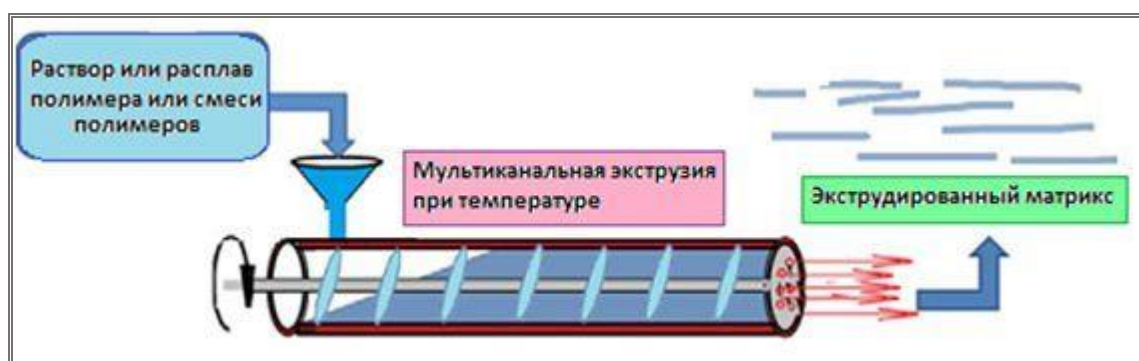 Раствор или расплав
полимера или смеси
полимеров
Мультиканальная экструзия
при температуре
Экструдированный матрикс